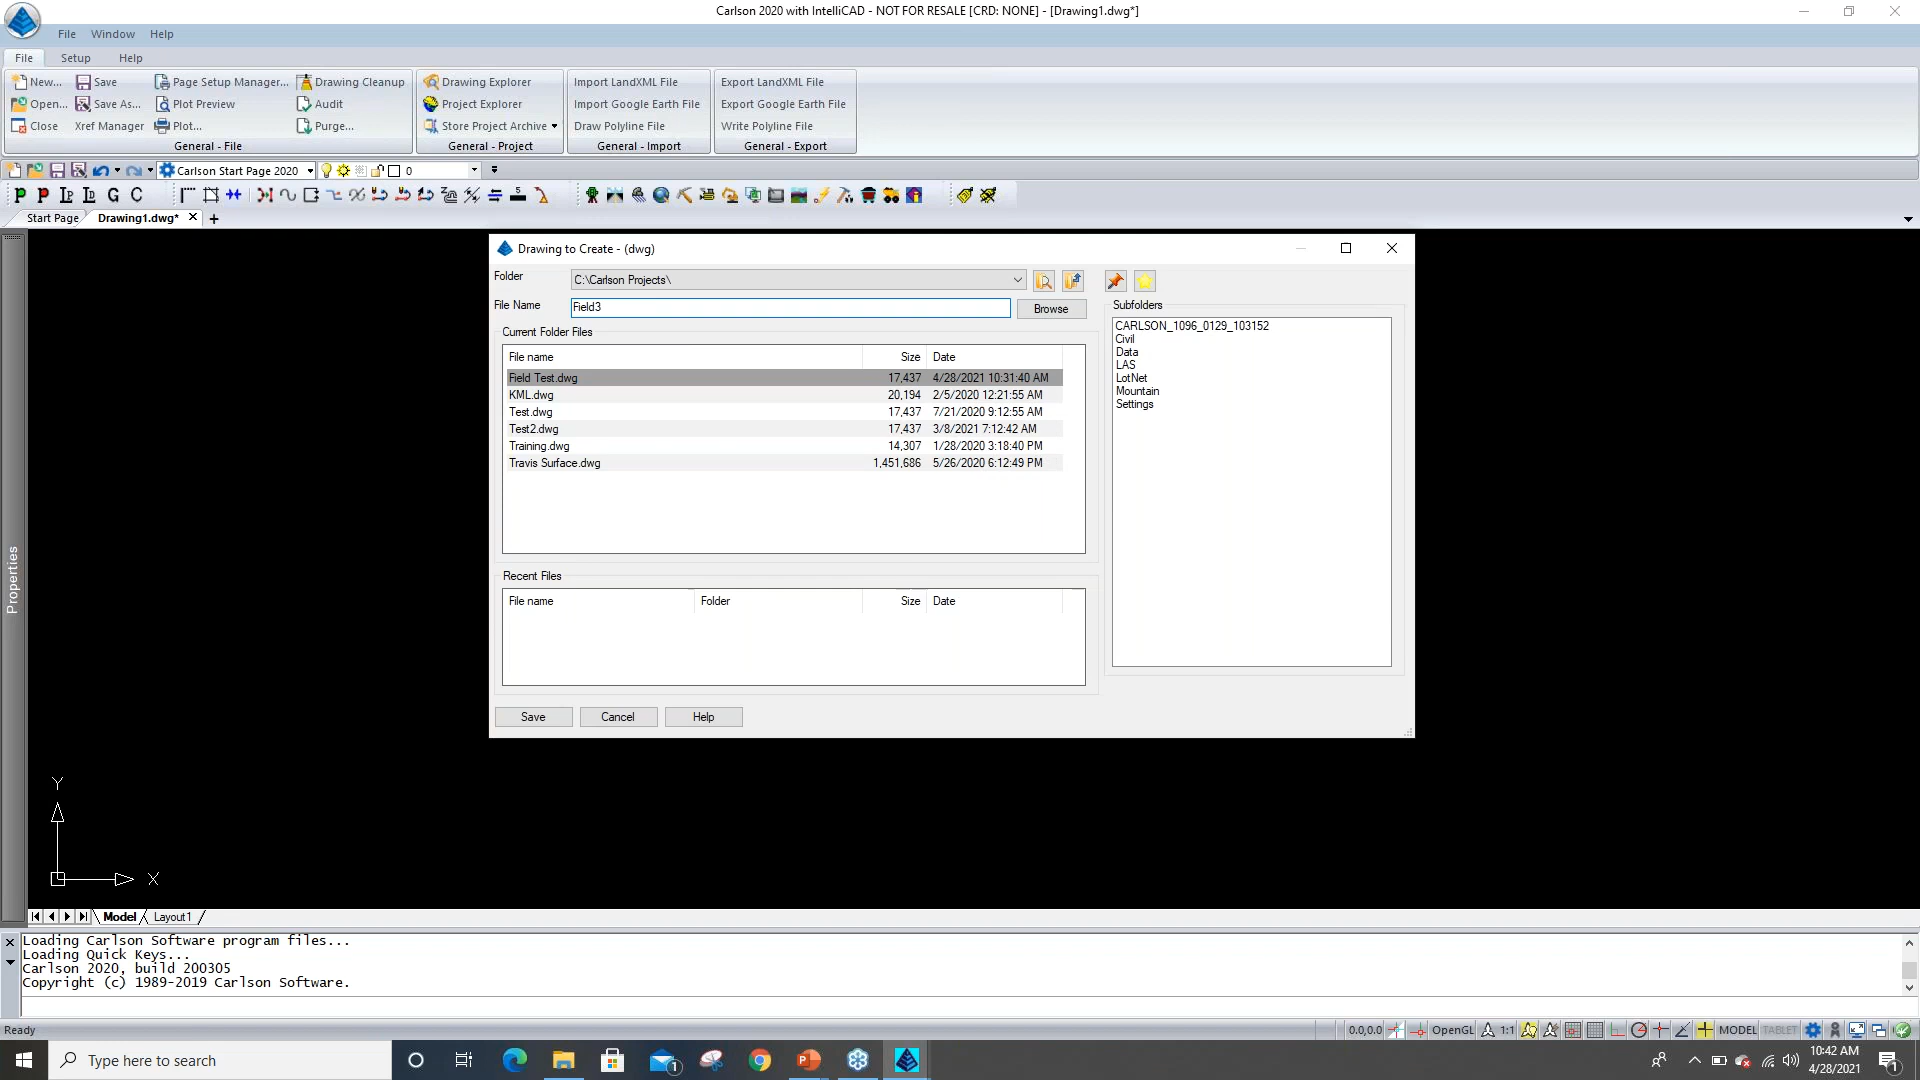 Carlson 2020 with IntelliCAD - NOT FOR RESALE [CRD: NONE] - [Drawing1.dwg*]
File Window Help
File Setup Help
New... Save Page Setup Manager... Drawing Cleanup Drawing Explorer Import LandXML File Export LandXML File
Open... Save As... Plot Preview Audit Project Explorer Import Google Earth File Export Google Earth File
Close Xref Manager Plot... Purge... Store Project Archive Draw Polyline File Write Polyline File
General - File General - Project General - Import General - Export
Carlson Start Page 2020 0
Start Page Drawing1.dwg*
Drawing to Create - (dwg)
Folder C:\Carlson Projects\
File Name Field3 Browse
Subfolders
CARLSON_1096_0129_103152
Civil
Data
LAS
LotNet
Mountain
Settings
Current Folder Files
File name Size Date
Field Test.dwg 17,437 4/28/2021 10:31:40 AM
KML.dwg 20,194 2/5/2020 12:21:55 AM
Test.dwg 17,437 7/21/2020 9:12:55 AM
Test2.dwg 17,437 3/8/2021 7:12:42 AM
Training.dwg 14,307 1/28/2020 3:18:40 PM
Travis Surface.dwg 1,451,686 5/26/2020 6:12:49 PM
Recent Files
File name Folder Size Date
Save Cancel Help
Properties
Y
X
Model Layout1
Loading Carlson Software program files...
Loading Quick Keys...
Carlson 2020, build 200305
Copyright (c) 1989-2019 Carlson Software.
Ready 0.0,0.0 OpenGL 1:1 MODEL TABLET
Type here to search
10:42 AM
4/28/2021